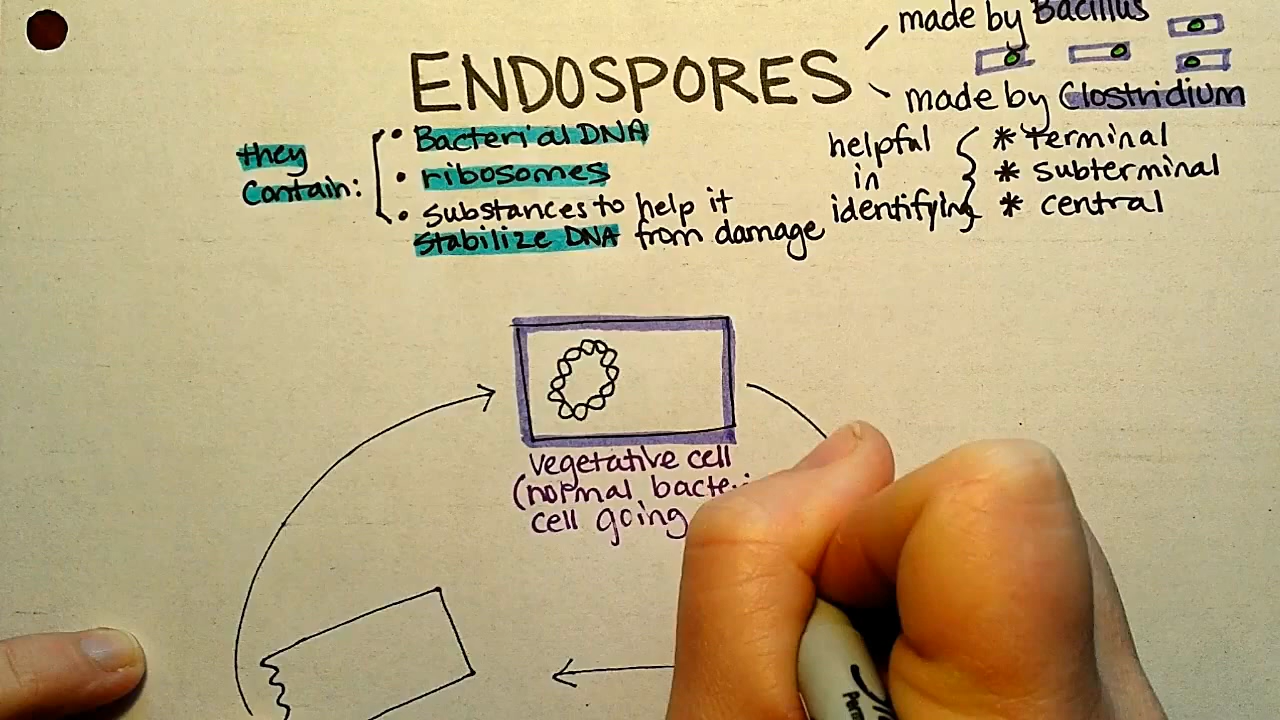 made by Bacillus
ENDOSPORES
made by Clostridium
they
contain:
• Bacterial DNA
• ribosomes
• substances to help it
stabilize DNA from damage
helpful
in
identifying
* terminal
* subterminal
* central
vegetative cell
(normal
cell going